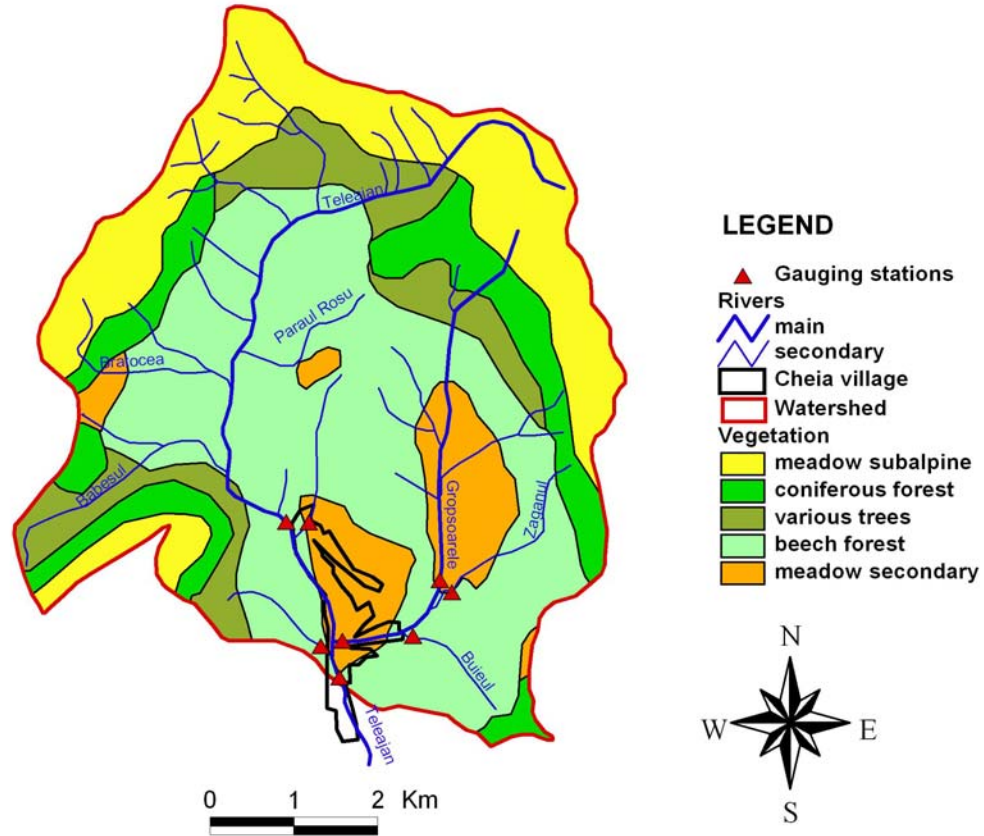 Teleajan
Paraul Rosu
Bratocea
Babesul
Gropsoarele
Zaganul
Buieul
Teleajan
0 1 2 Km
LEGEND
Gauging stations
Rivers
main
secondary
Cheia village
Watershed
Vegetation
meadow subalpine
coniferous forest
various trees
beech forest
meadow secondary
N
W E
S